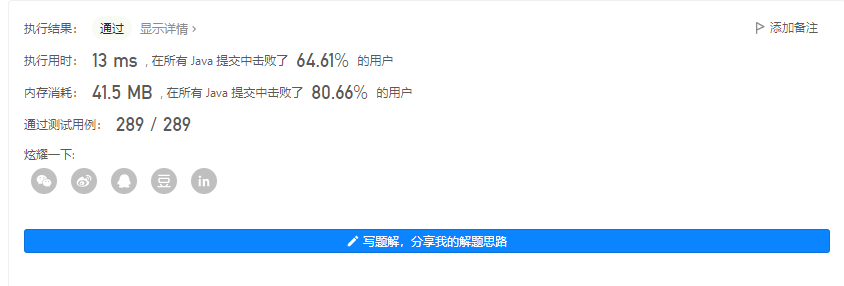 执行结果： 通过 显示详情 ›
添加备注
执行用时： 13 ms , 在所有 Java 提交中击败了 64.61% 的用户
内存消耗： 41.5 MB , 在所有 Java 提交中击败了 80.66% 的用户
通过测试用例： 289 / 289
炫耀一下:
豆 in
写题解，分享我的解题思路